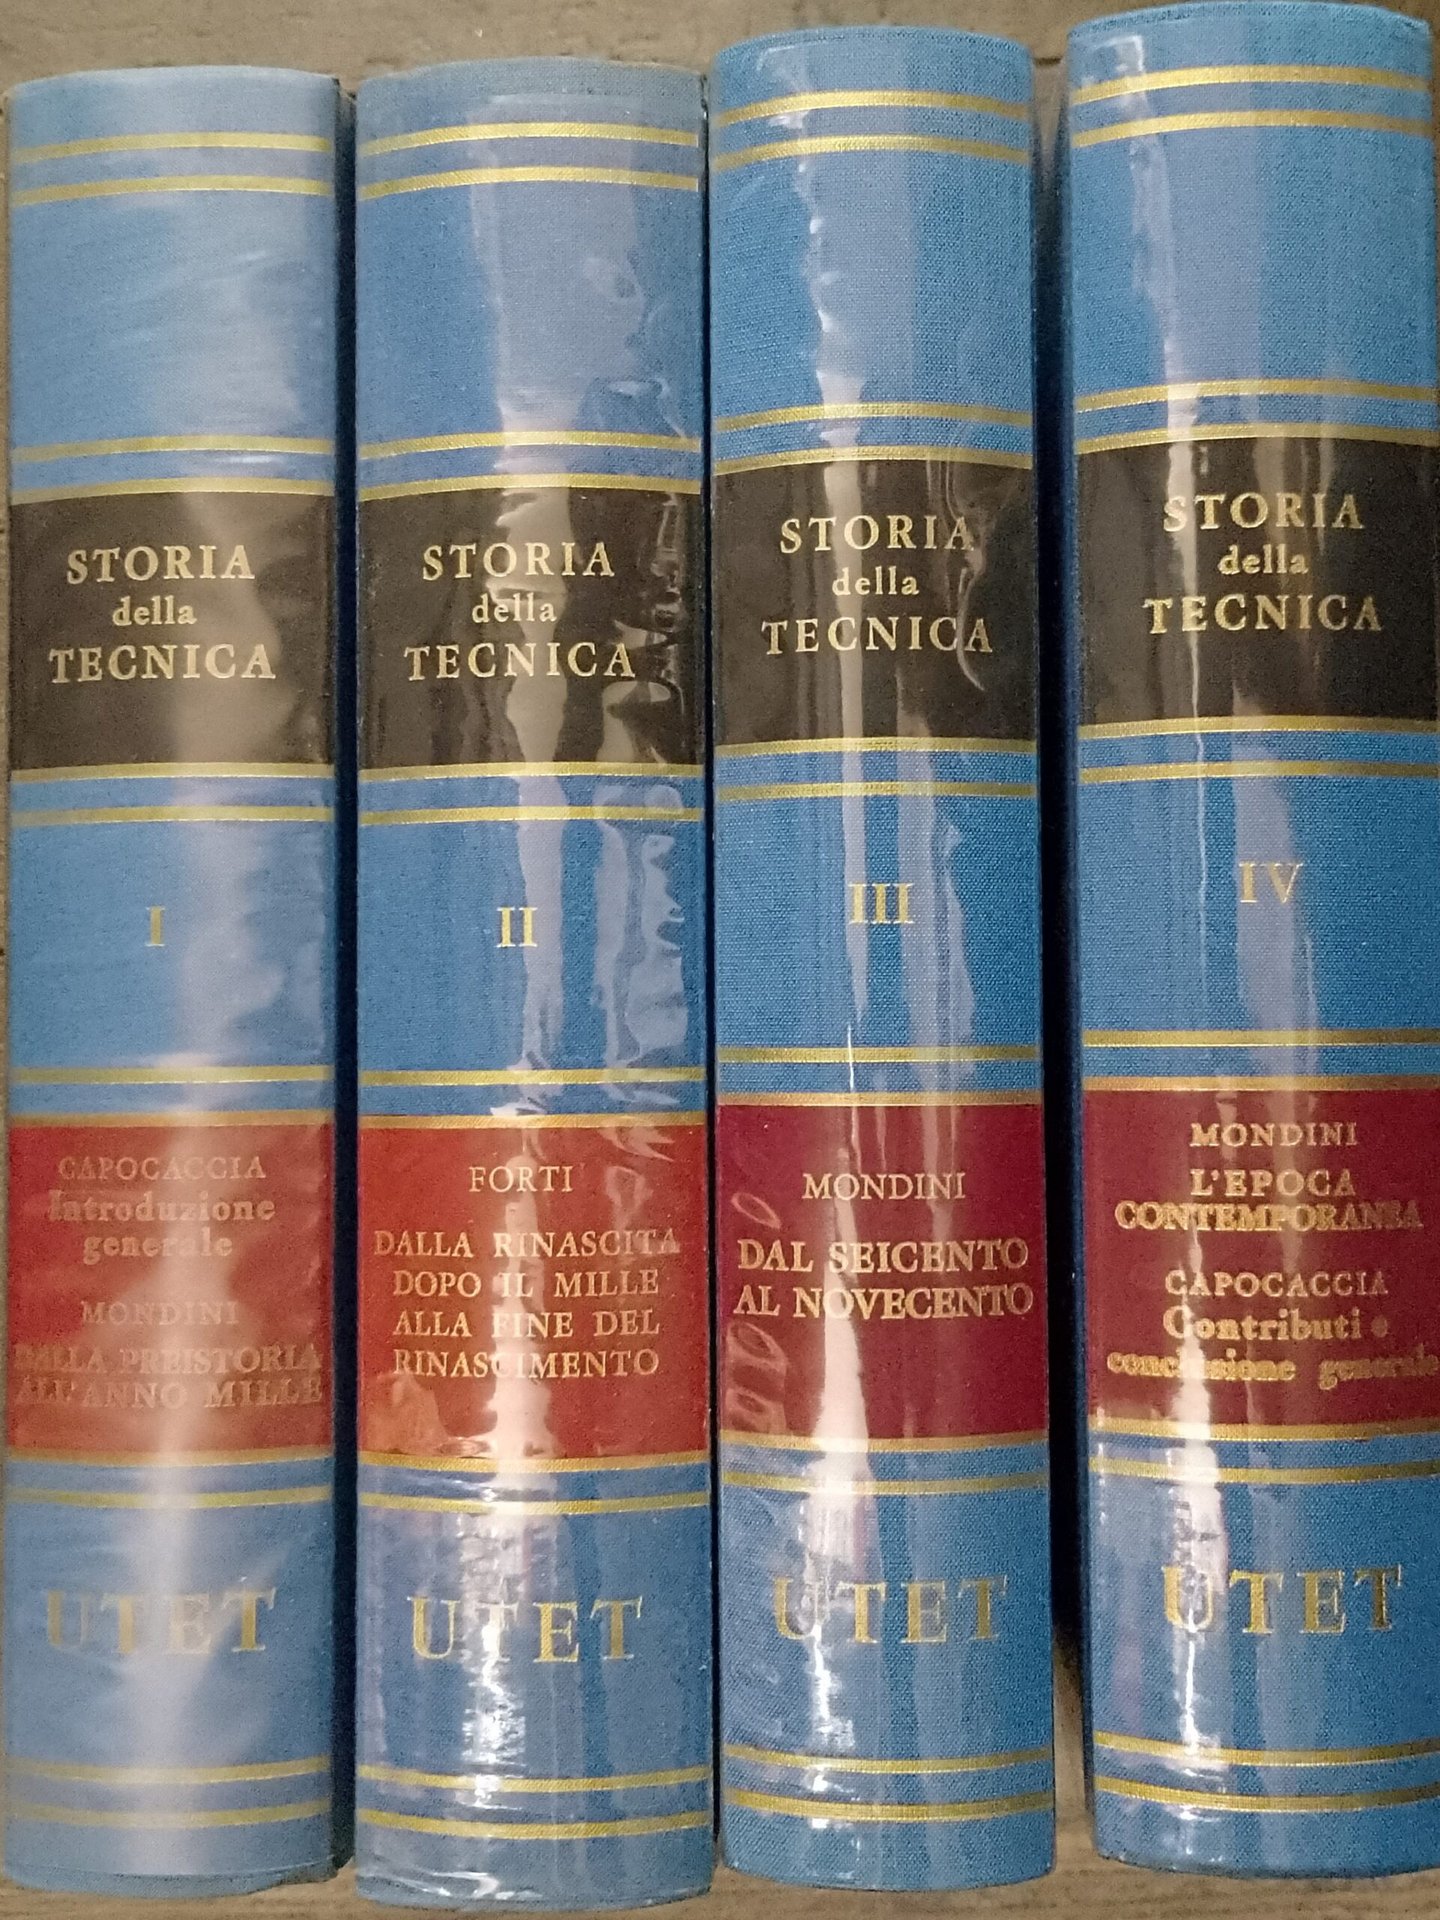 STORIA
della
TECNICA
I
CAPOCACCIA
Introduzione
generale
MONDINI
DALLA PREISTORIA
ALL'ANNO MILLE
UTET
STORIA
della
TECNICA
II
FORTI
DALLA RINASCITA
DOPO IL MILLE
ALLA FINE DEL
RINASCIMENTO
UTET
STORIA
della
TECNICA
III
MONDINI
DAL SEICENTO
AL NOVECENTO
UTET
STORIA
della
TECNICA
IV
MONDINI
L'EPOCA
CONTEMPORANEA
CAPOCACCIA
Contributi e
conclusione generale
UTET